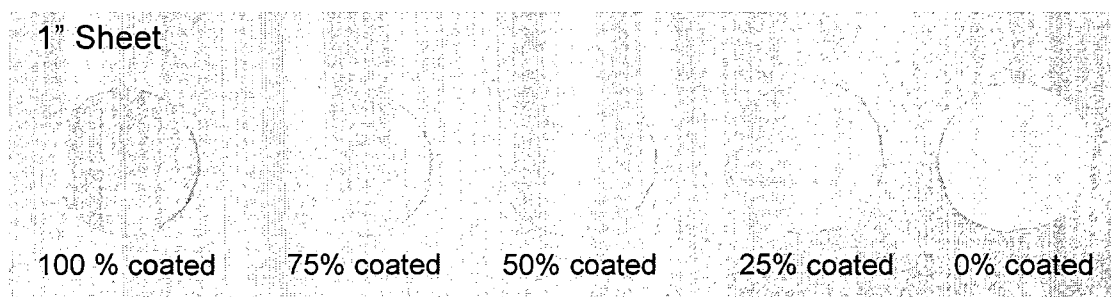 1” Sheet
100 % coated 75% coated 50% coated 25% coated 0% coated